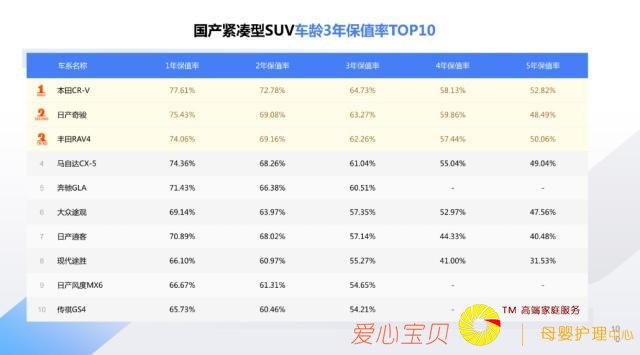 国产紧凑型SUV车龄3年保值率TOP10
车系名称 1年保值率 2年保值率 3年保值率 4年保值率 5年保值率
1 本田CR-V 77.61% 72.78% 64.73% 58.13% 52.82%
2 日产奇骏 75.43% 69.08% 63.27% 59.86% 48.49%
3 丰田RAV4 74.06% 69.16% 62.26% 57.44% 50.06%
4 马自达CX-5 74.36% 68.26% 61.04% 55.04% 49.04%
5 奔驰GLA 71.43% 66.38% 60.51% - -
6 大众途观 69.14% 63.97% 57.35% 52.97% 47.56%
7 日产逍客 70.89% 68.02% 57.14% 44.33% 40.48%
8 现代途胜 66.10% 60.97% 55.27% 41.00% 31.53%
9 日产风度MX6 66.67% 61.31% 54.65% - -
10 传祺GS4 65.73% 60.46% 54.21% -
TM 高端家庭服务
爱心宝贝 母婴护理中心